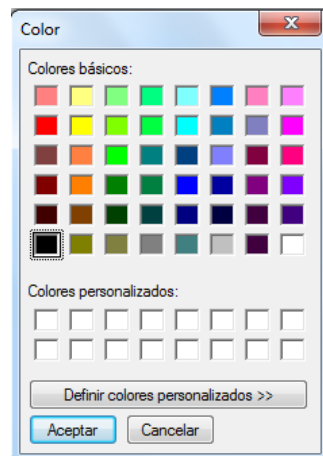 Color
Colores básicos:
Colores personalizados:
Definir colores personalizados >>
Aceptar
Cancelar